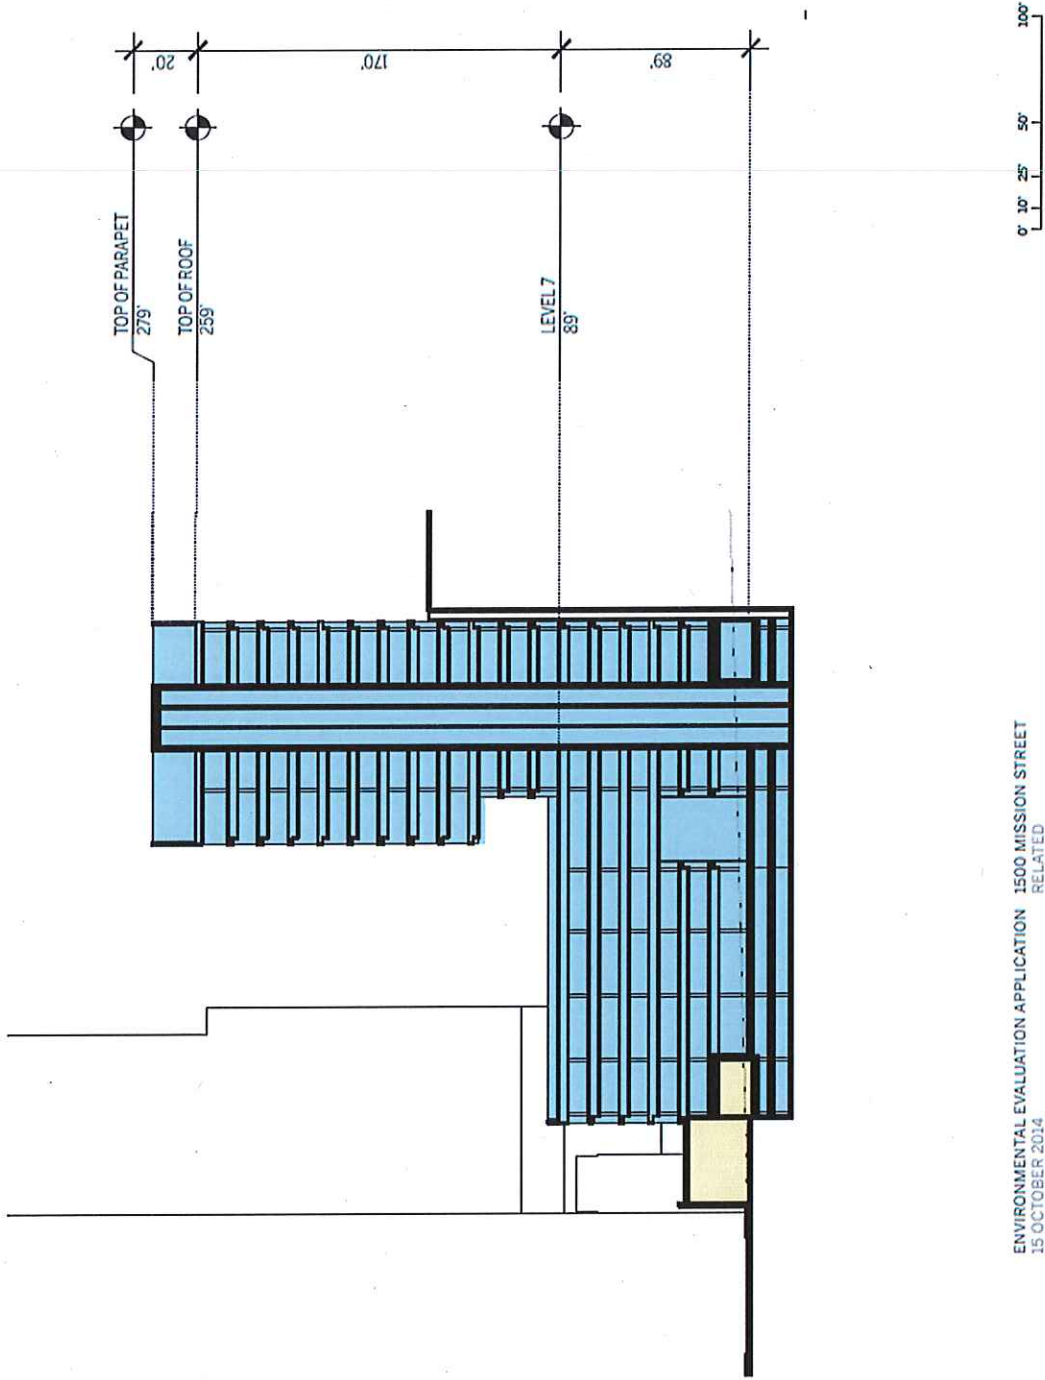 20'
170'
89'
TOP OF PARAPET
279'
TOP OF ROOF
259'
LEVEL 7
89'
0' 10' 25' 50' 100'
ENVIRONMENTAL EVALUATION APPLICATION 1500 MISSION STREET
15 OCTOBER 2014 RELATED